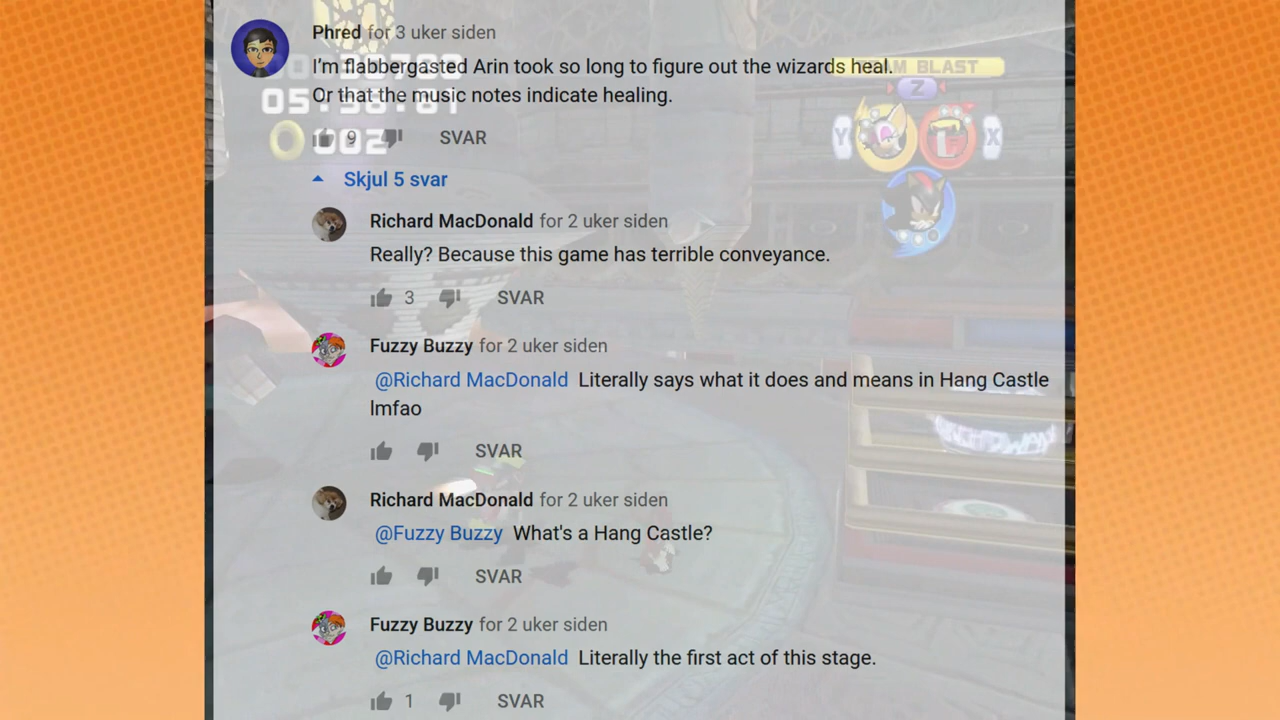 Phred for 3 uker siden
I'm flabbergasted Arin took so long to figure out the wizards heal.
Or that the music notes indicate healing.
9 SVAR
Skjul 5 svar
Richard MacDonald for 2 uker siden
Really? Because this game has terrible conveyance.
3 SVAR
Fuzzy Buzzy for 2 uker siden
@Richard MacDonald Literally says what it does and means in Hang Castle
lmfao
SVAR
Richard MacDonald for 2 uker siden
@Fuzzy Buzzy What's a Hang Castle?
SVAR
Fuzzy Buzzy for 2 uker siden
@Richard MacDonald Literally the first act of this stage.
1 SVAR
002
TEAM BLAST
Z
Y X